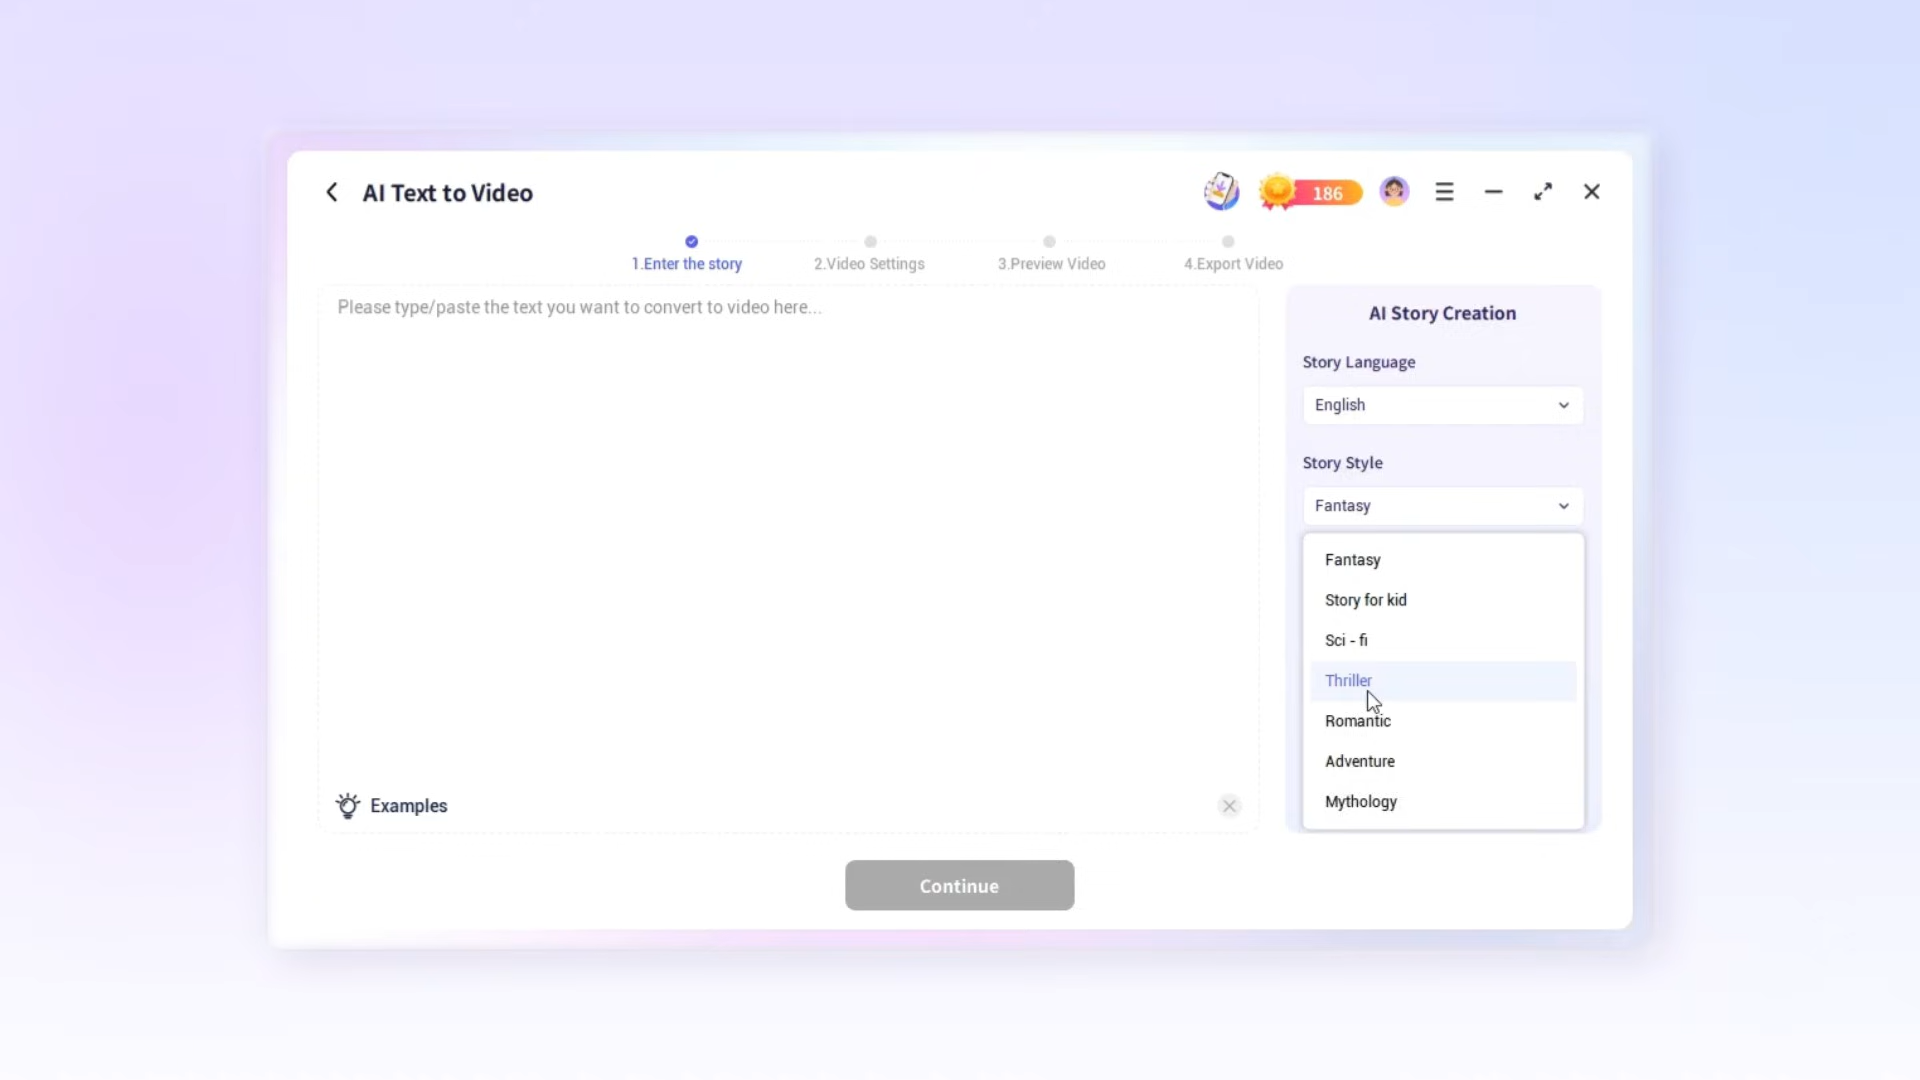 AI Text to Video
186
1.Enter the story
2.Video Settings
3.Preview Video
4.Export Video
Please type/paste the text you want to convert to video here...
Examples
AI Story Creation
Story Language
English
Story Style
Fantasy
Fantasy
Story for kid
Sci - fi
Thriller
Romantic
Adventure
Mythology
Continue